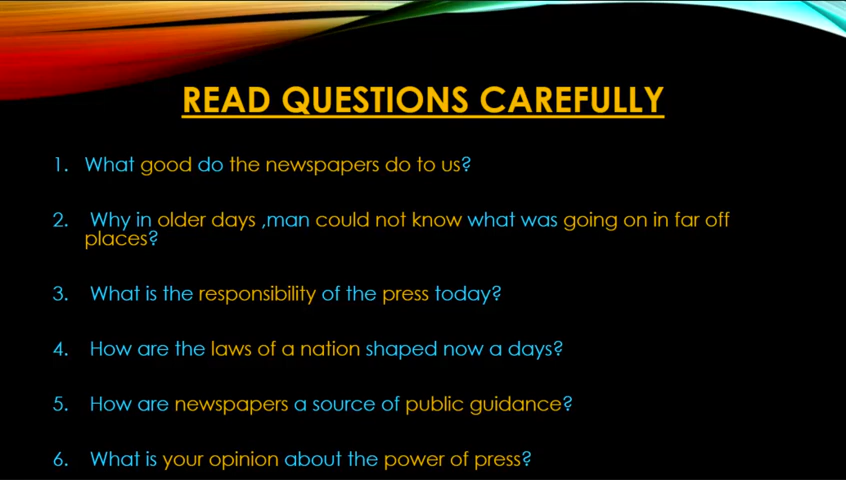 READ QUESTIONS CAREFULLY
1. What good do the newspapers do to us?
2. Why in older days ,man could not know what was going on in far off
places?
3. What is the responsibility of the press today?
4. How are the laws of a nation shaped now a days?
5. How are newspapers a source of public guidance?
6. What is your opinion about the power of press?